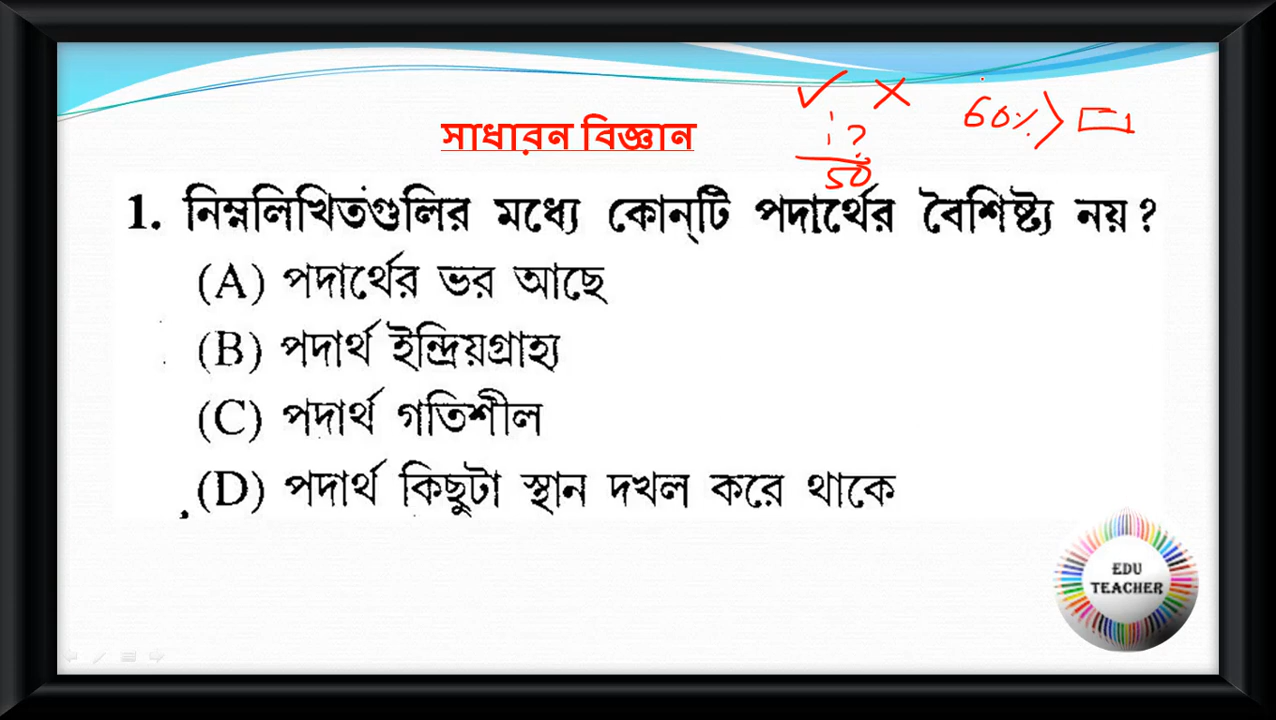 সাধারন বিজ্ঞান
✓ ✗
?
50
60%
1. নিম্নলিখিতগুলির মধ্যে কোন্‌টি পদার্থের বৈশিষ্ট্য নয় ?
(A) পদার্থের ভর আছে
(B) পদার্থ ইন্দ্রিয়গ্রাহ্য
(C) পদার্থ গতিশীল
(D) পদার্থ কিছুটা স্থান দখল করে থাকে
EDU
TEACHER